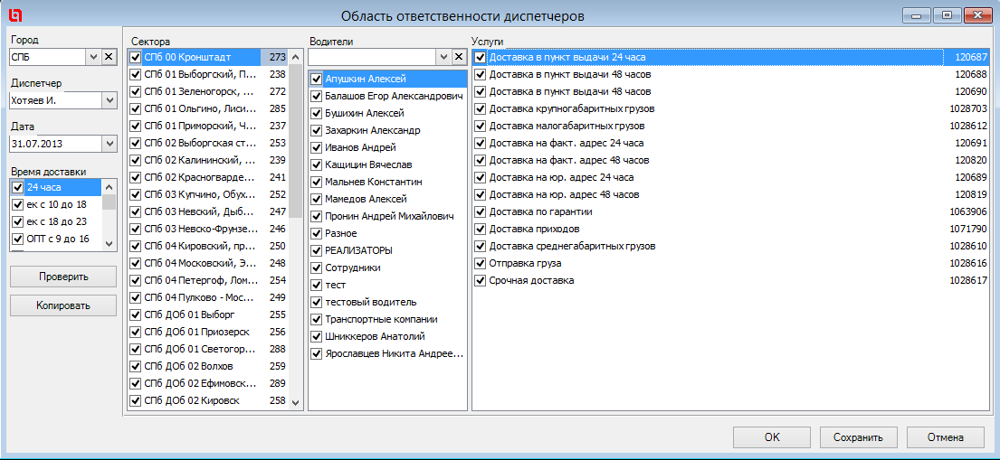 Область ответственности диспетчеров
Город
СПБ
Диспетчер
Хотяев И.
Дата
31.07.2013
Время доставки
24 часа
ек с 10 до 18
ек с 18 до 23
ОПТ с 9 до 16
Проверить
Копировать
Сектора
СПб 00 Кронштадт 273
СПб 01 Выборгский, П... 238
СПб 01 Зеленогорск, ... 272
СПб 01 Ольгино, Лиси... 285
СПб 01 Приморский, Ч... 237
СПб 02 Выборгская ст... 253
СПб 02 Калининский, ... 239
СПб 02 Красногварде... 241
СПб 03 Купчино, Обух... 252
СПб 03 Невский, Дыб... 247
СПб 03 Невско-Фрунзе... 246
СПб 04 Кировский, пр... 250
СПб 04 Московский, Э... 248
СПб 04 Петергоф, Лом... 254
СПб 04 Пулково - Мос... 249
СПб ДОб 01 Выборг 255
СПб ДОб 01 Приозерск 256
СПб ДОб 01 Светогор... 288
СПб ДОб 02 Волхов 259
СПб ДОб 02 Ефимовск... 289
СПб ДОб 02 Кировск 258
Водители
Апушкин Алексей
Балашов Егор Александрович
Бушихин Алексей
Захаркин Александр
Иванов Андрей
Кащицин Вячеслав
Мальнев Константин
Мамедов Алексей
Пронин Андрей Михайлович
Разное
РЕАЛИЗАТОРЫ
Сотрудники
тест
тестовый водитель
Транспортные компании
Шниккеров Анатолий
Ярославцев Никита Андрее...
Услуги
Доставка в пункт выдачи 24 часа 120687
Доставка в пункт выдачи 48 часов 120688
Доставка в пункт выдачи 48 часов 120690
Доставка крупногабаритных грузов 1028703
Доставка малогабаритных грузов 1028612
Доставка на факт. адрес 24 часа 120691
Доставка на факт. адрес 48 часов 120820
Доставка на юр. адрес 24 часа 120689
Доставка на юр. адрес 48 часов 120819
Доставка по гарантии 1063906
Доставка приходов 1071790
Доставка среднегабаритных грузов 1028610
Отправка груза 1028616
Срочная доставка 1028617
OK
Сохранить
Отмена